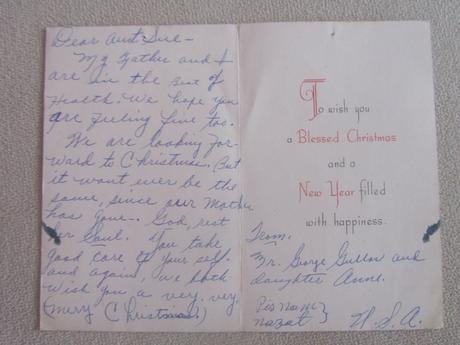 Dear Aunt Sue –
My Father and I
are in the Best of
Health. We hope you
are feeling fine too.
We are looking For-
ward to Christmas. But
it wont ever be the
same, since our Mother
has gone -. God, rest
her Soul. You take
good care to your self.
and again, we both
wish you a very, very,
(merry Christmas.)
To wish you
a Blessed Christmas
and a
New Year filled
with happiness.
From,
Mr. George and
daughter Anne.
U. S. A.